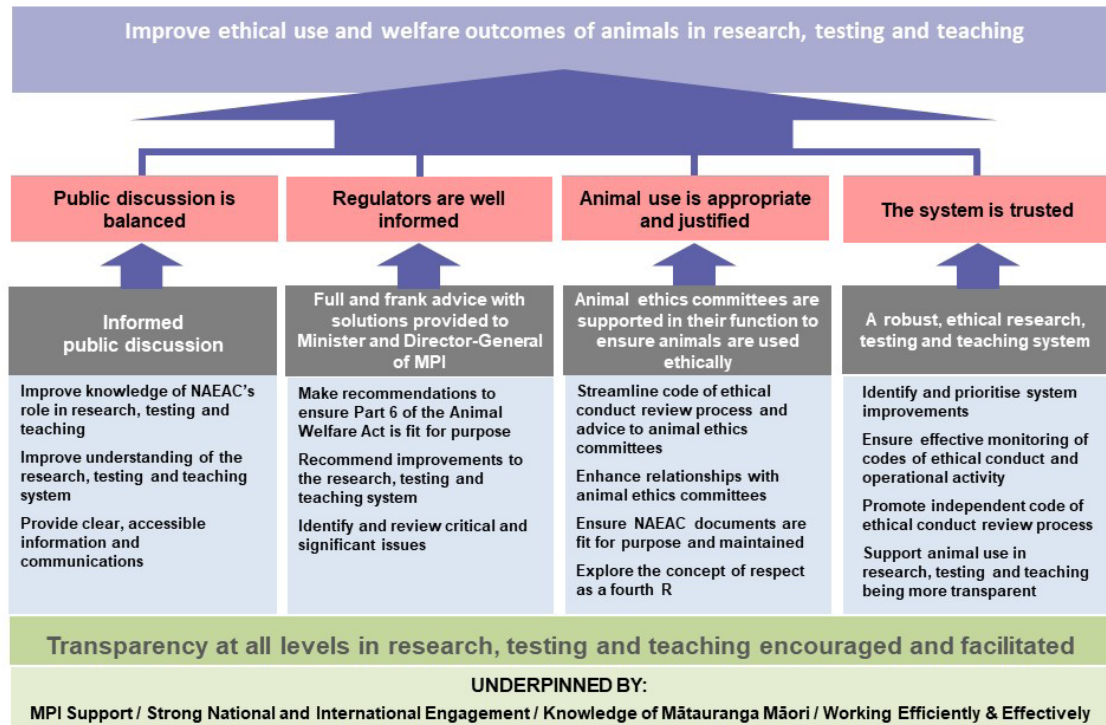 Improve ethical use and welfare outcomes of animals in research, testing and teaching
Public discussion is
balanced
Regulators are well
informed
Animal use is appropriate
and justified
The system is trusted
Informed
public discussion
Full and frank advice with
solutions provided to
Minister and Director-General
of MPI
Animal ethics committees are
supported in their function to
ensure animals are used
ethically
A robust, ethical research,
testing and teaching system
Improve knowledge of NAEAC's
role in research, testing and
teaching
Improve understanding of the
research, testing and teaching
system
Provide clear, accessible
information and
communications
Make recommendations to
ensure Part 6 of the Animal
Welfare Act is fit for purpose
Recommend improvements to
the research, testing and
teaching system
Identify and review critical and
significant issues
Streamline code of ethical
conduct review process and
advice to animal ethics
committees
Enhance relationships with
animal ethics committees
Ensure NAEAC documents are
fit for purpose and maintained
Explore the concept of respect
as a fourth R
Identify and prioritise system
improvements
Ensure effective monitoring of
codes of ethical conduct and
operational activity
Promote independent code of
ethical conduct review process
Support animal use in
research, testing and teaching
being more transparent
Transparency at all levels in research, testing and teaching encouraged and facilitated
UNDERPINNED BY:
MPI Support / Strong National and International Engagement / Knowledge of Mātauranga Māori / Working Efficiently & Effectively